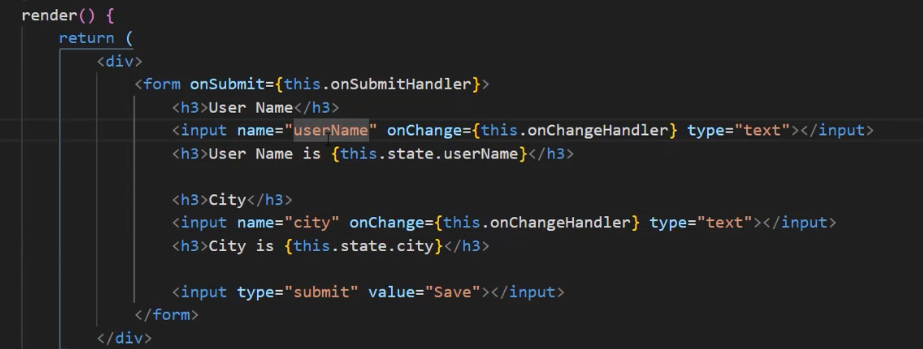 render() {
return (
<div>
<form onSubmit={this.onSubmitHandler}>
<h3>User Name</h3>
<input name="userName" onChange={this.onChangeHandler} type="text"></input>
<h3>User Name is {this.state.userName}</h3>
<h3>City</h3>
<input name="city" onChange={this.onChangeHandler} type="text"></input>
<h3>City is {this.state.city}</h3>
<input type="submit" value="Save"></input>
</form>
</div>